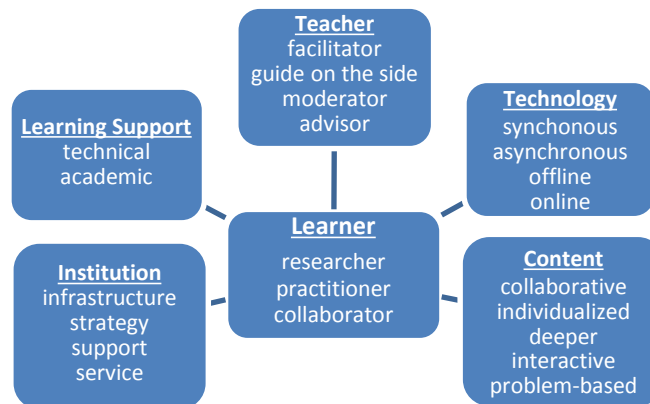 Teacher
facilitator
guide on the side
moderator
advisor
Learning Support
technical
academic
Technology
synchonous
asynchronous
offline
online
Learner
researcher
practitioner
collaborator
Institution
infrastructure
strategy
support
service
Content
collaborative
individualized
deeper
interactive
problem-based